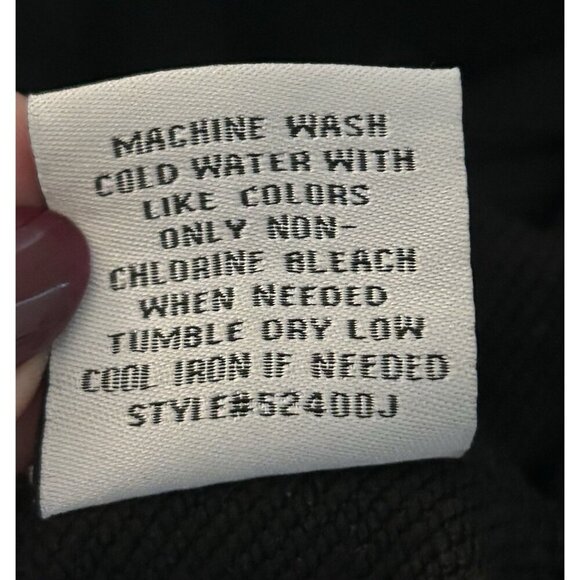 MACHINE WASH
COLD WATER WITH
LIKE COLORS
ONLY NON-
CHLORINE BLEACH
WHEN NEEDED
TUMBLE DRY LOW
COOL IRON IF NEEDED
STYLE#52400J